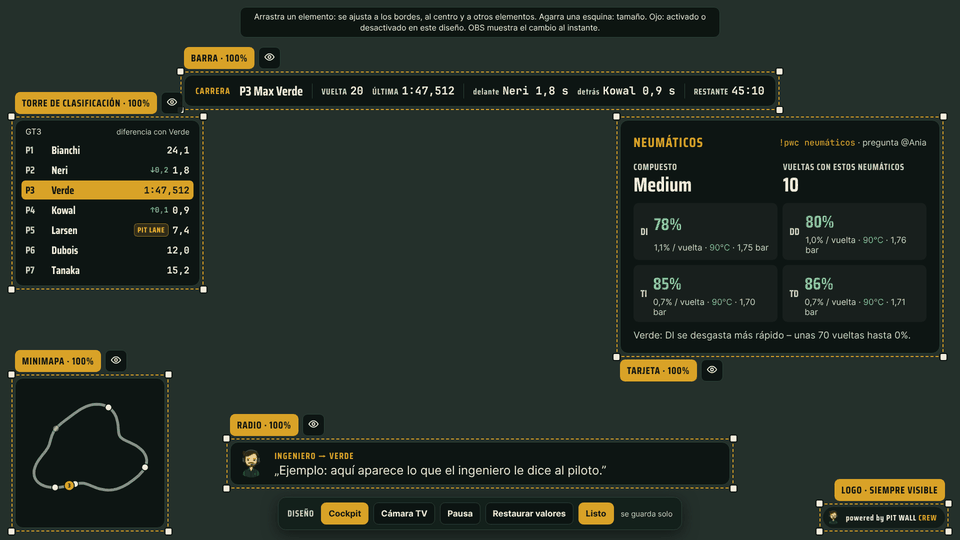 Arrastra un elemento: se ajusta a los bordes, al centro y a otros elementos. Agarra una esquina: tamaño. Ojo: activado o
desactivado en este diseño. OBS muestra el cambio al instante.
BARRA · 100%
CARRERA P3 Max Verde VUELTA 20 ÚLTIMA 1:47,512 delante Neri 1,8 s detrás Kowal 0,9 s RESTANTE 45:10
TORRE DE CLASIFICACIÓN · 100%
GT3 diferencia con Verde
P1 Bianchi 24,1
P2 Neri ↓0,2 1,8
P3 Verde 1:47,512
P4 Kowal ↑0,1 0,9
P5 Larsen PIT LANE 7,4
P6 Dubois 12,0
P7 Tanaka 15,2
NEUMÁTICOS !pwc neumáticos · pregunta @Ania
COMPUESTO VUELTAS CON ESTOS NEUMÁTICOS
Medium 10
DI 78% 1,1% / vuelta · 90°C · 1,75 bar
DD 80% 1,0% / vuelta · 90°C · 1,76
bar
TI 85% 0,7% / vuelta · 90°C · 1,70
bar
TD 86% 0,7% / vuelta · 90°C · 1,71
bar
Verde: DI se desgasta más rápido – unas 70 vueltas hasta 0%.
TARJETA · 100%
MINIMAPA · 100%
3
RADIO · 100%
INGENIERO → VERDE
„Ejemplo: aquí aparece lo que el ingeniero le dice al piloto.”
DISEÑO Cockpit Cámara TV Pausa Restaurar valores Listo se guarda solo
LOGO · SIEMPRE VISIBLE
powered by PIT WALL CREW